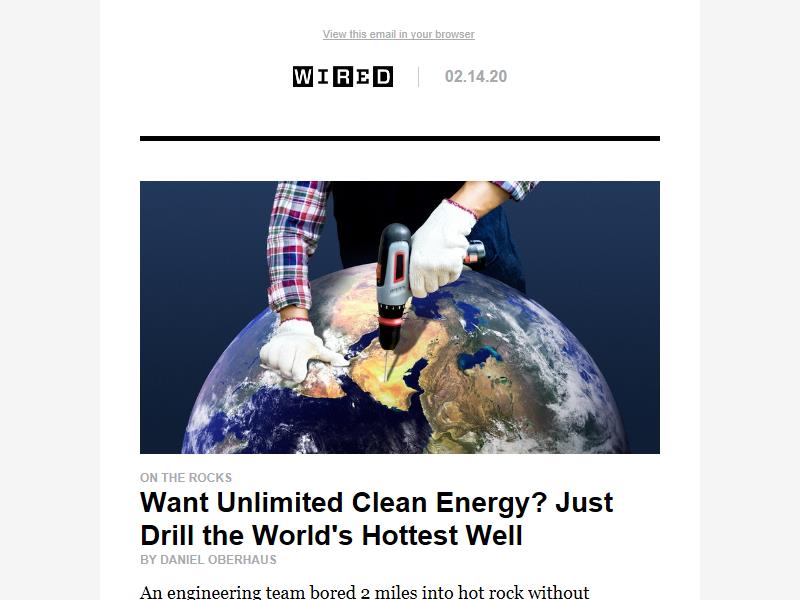 View this email in your browser
WIRED
02.14.20
ON THE ROCKS
Want Unlimited Clean Energy? Just
Drill the World's Hottest Well
BY DANIEL OBERHAUS
An engineering team bored 2 miles into hot rock without